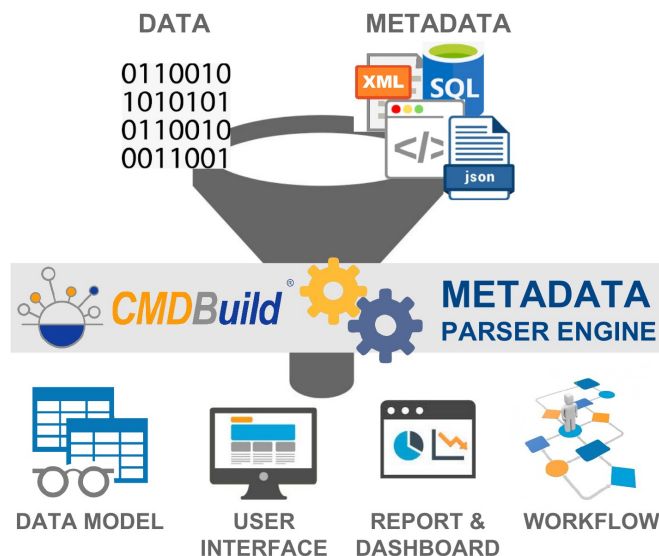 DATA
METADATA
0110010
1010101
0110010
0011001
XML
SQL
</>
json
CMDBuild®
METADATA
PARSER ENGINE
DATA MODEL
USER
INTERFACE
REPORT &
DASHBOARD
WORKFLOW